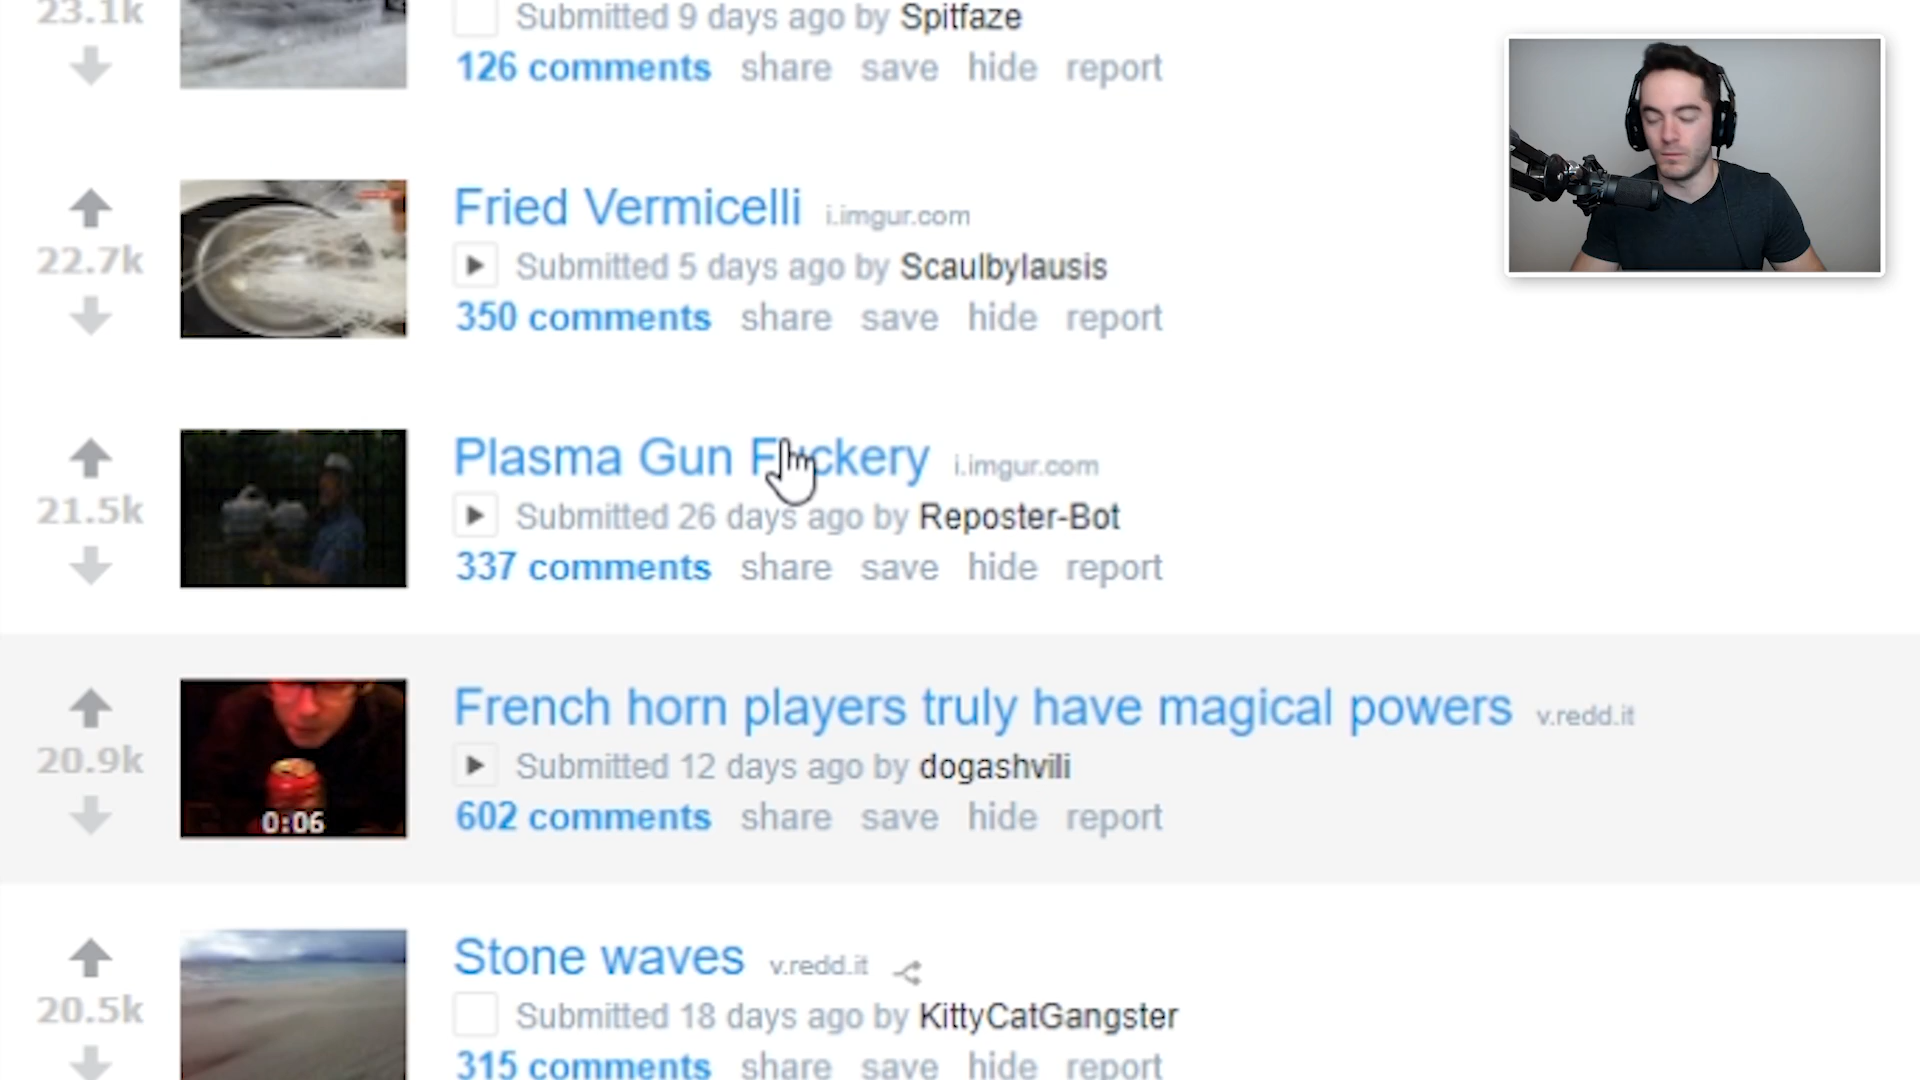 23.1k
Submitted 9 days ago by Spitfaze
126 comments share save hide report
Fried Vermicelli i.imgur.com
22.7k
Submitted 5 days ago by Scaulbylausis
350 comments share save hide report
Plasma Gun Fuckery i.imgur.com
21.5k
Submitted 26 days ago by Reposter-Bot
337 comments share save hide report
French horn players truly have magical powers v.redd.it
20.9k
Submitted 12 days ago by dogashvili
0:06
602 comments share save hide report
Stone waves v.redd.it
20.5k
Submitted 18 days ago by KittyCatGangster
315 comments share save hide report